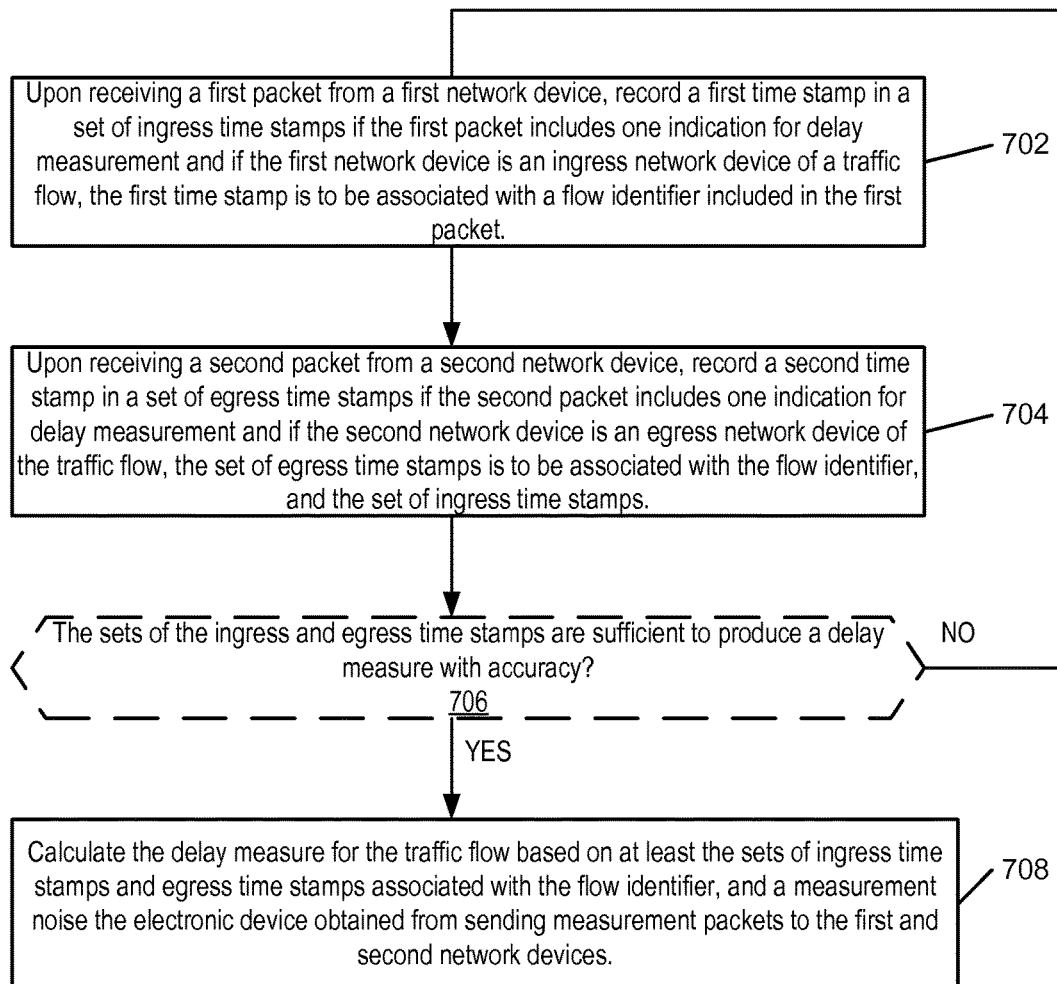 Upon receiving a first packet from a first network device, record a first time stamp in a
set of ingress time stamps if the first packet includes one indication for delay
measurement and if the first network device is an ingress network device of a traffic
flow, the first time stamp is to be associated with a flow identifier included in the first
packet.
702
Upon receiving a second packet from a second network device, record a second time
stamp in a set of egress time stamps if the second packet includes one indication for
delay measurement and if the second network device is an egress network device of
the traffic flow, the set of egress time stamps is to be associated with the flow identifier,
and the set of ingress time stamps.
704
The sets of the ingress and egress time stamps are sufficient to produce a delay
measure with accuracy?
706
NO
YES
Calculate the delay measure for the traffic flow based on at least the sets of ingress time
stamps and egress time stamps associated with the flow identifier, and a measurement
noise the electronic device obtained from sending measurement packets to the first and
second network devices.
708